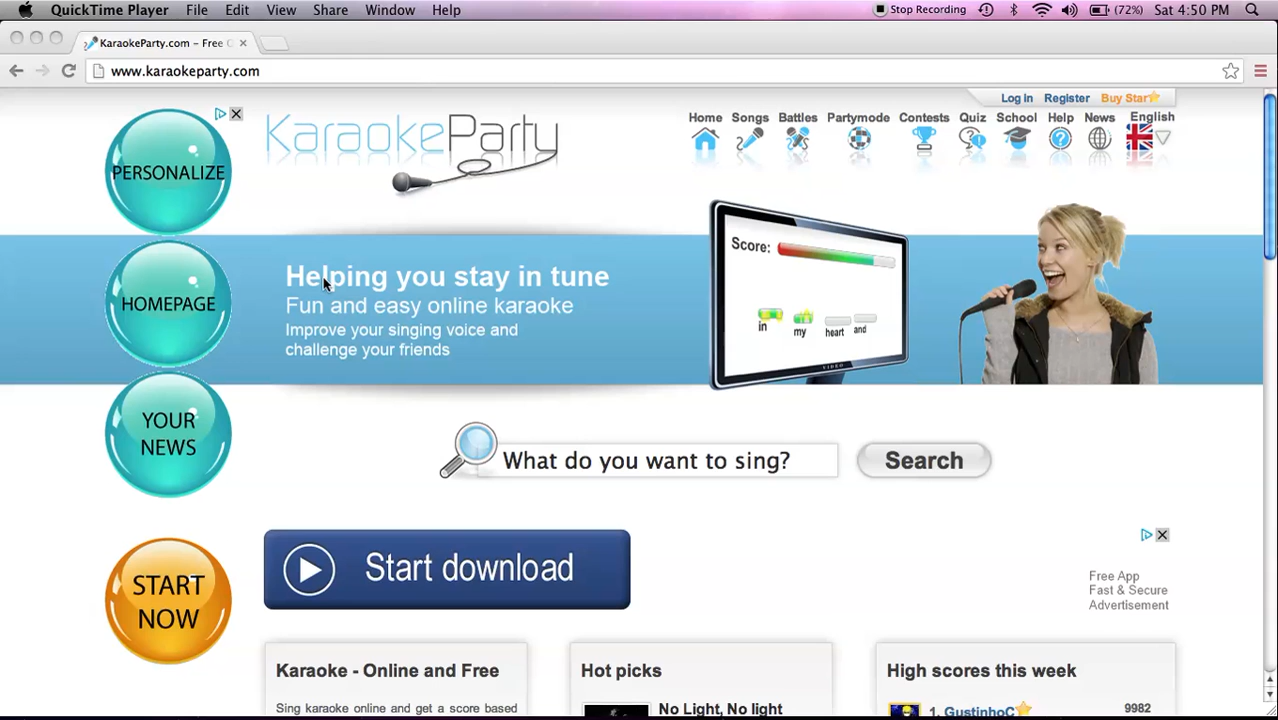 QuickTime Player File Edit View Share Window Help Stop Recording (72%) Sat 4:50 PM
KaraokeParty.com – Free
www.karaokeparty.com
Log in Register Buy Star
KaraokeParty
Home Songs Battles Partymode Contests Quiz School Help News English
PERSONALIZE
HOMEPAGE
YOUR
NEWS
START
NOW
Helping you stay in tune
Fun and easy online karaoke
Improve your singing voice and
challenge your friends
Score:
in my heart and
VIDEO
What do you want to sing? Search
Start download
Free App
Fast & Secure
Advertisement
Karaoke - Online and Free
Sing karaoke online and get a score based
Hot picks
No Light, No light
High scores this week
1. GustinhoC 9982